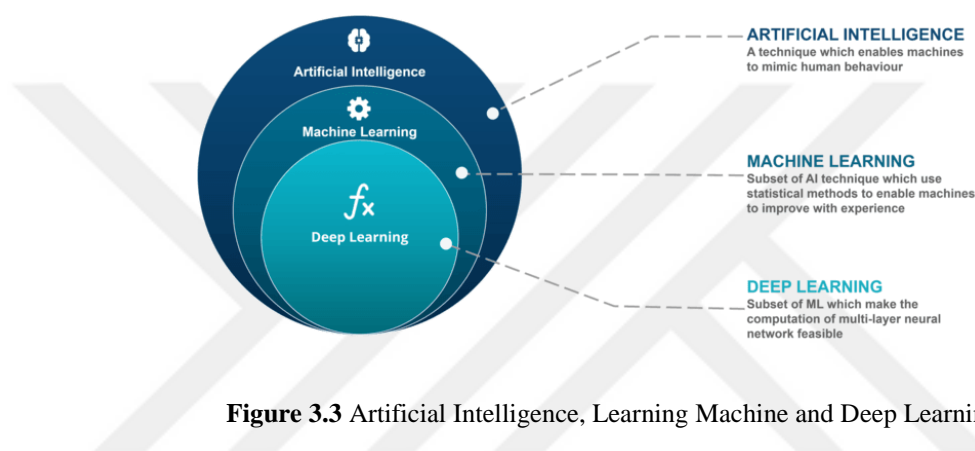 Artificial Intelligence
Machine Learning
fx
Deep Learning
ARTIFICIAL INTELLIGENCE
A technique which enables machines
to mimic human behaviour
MACHINE LEARNING
Subset of AI technique which use
statistical methods to enable machines
to improve with experience
DEEP LEARNING
Subset of ML which make the
computation of multi-layer neural
network feasible
Figure 3.3 Artificial Intelligence, Learning Machine and Deep